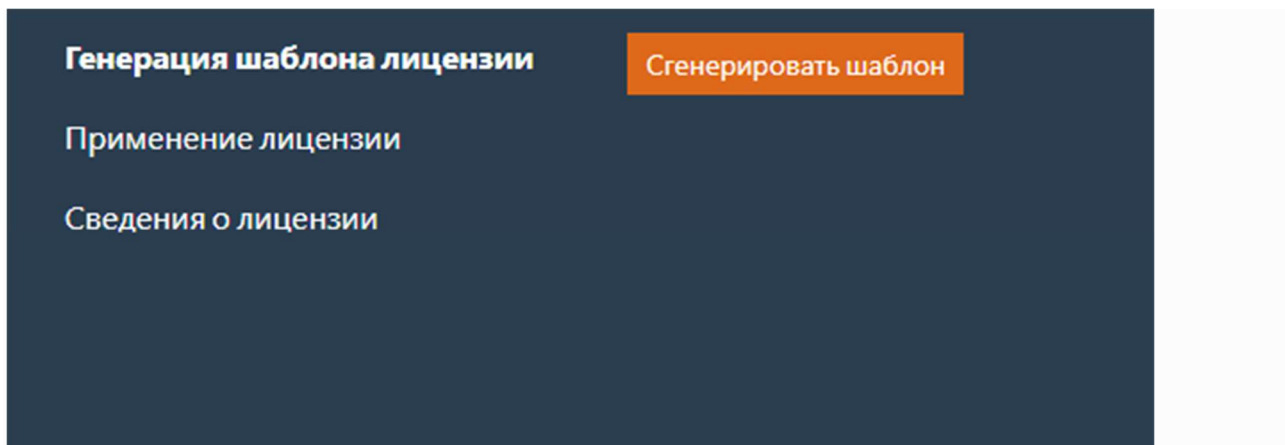 Генерация шаблона лицензии
Сгенерировать шаблон
Применение лицензии
Сведения о лицензии